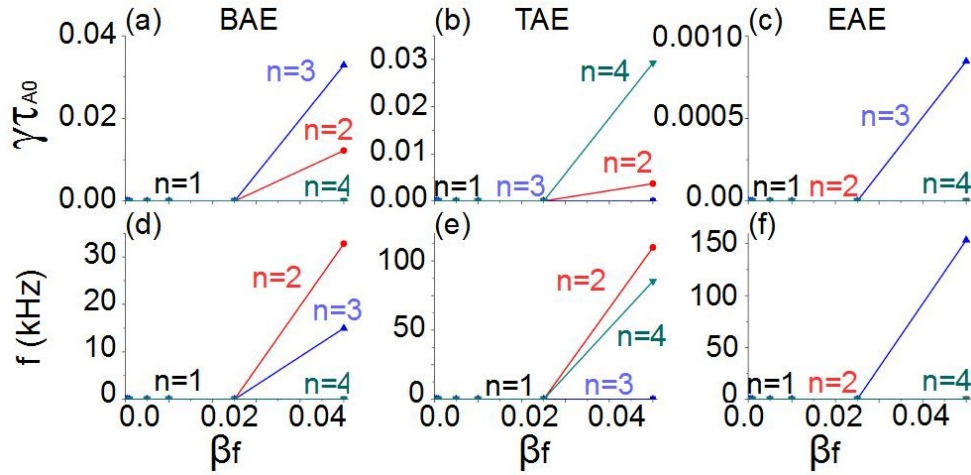 (a) BAE
(b) TAE
(c) EAE
γτA0
0.04
0.02
0.00
n=3
n=2
n=1
n=4
0.03
0.02
0.01
0.00
n=4
n=2
n=1
n=3
0.0010
0.0005
0.0000
n=3
n=1
n=2
n=4
(d)
(e)
(f)
f (kHz)
30
20
10
0
n=2
n=3
n=1
n=4
0.0
0.02
0.04
βf
100
50
0
n=2
n=4
n=1
n=3
0.0
0.02
0.04
βf
150
100
50
0
n=1
n=2
n=4
0.0
0.02
0.04
βf